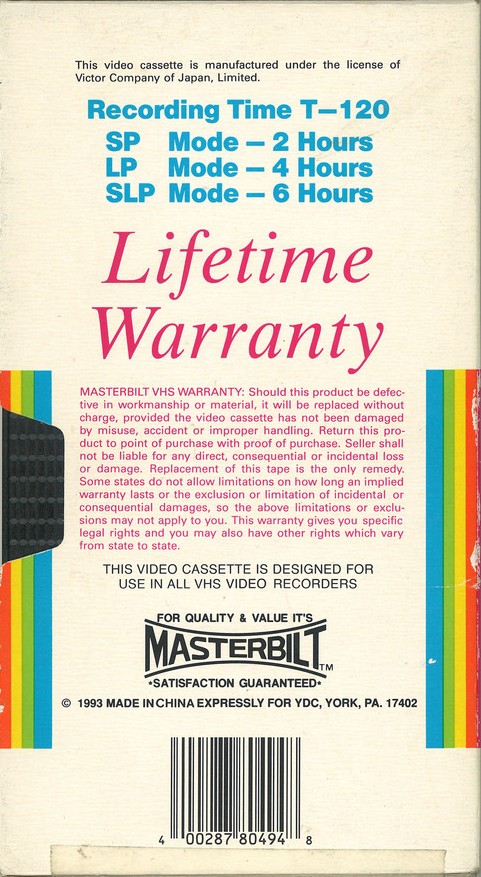 This video cassette is manufactured under the license of
Victor Company of Japan, Limited.
Recording Time T–120
SP Mode – 2 Hours
LP Mode – 4 Hours
SLP Mode – 6 Hours
Lifetime
Warranty
MASTERBILT VHS WARRANTY: Should this product be defec-
tive in workmanship or material, it will be replaced without
charge, provided the video cassette has not been damaged
by misuse, accident or improper handling. Return this pro-
duct to point of purchase with proof of purchase. Seller shall
not be liable for any direct, consequential or incidental loss
or damage. Replacement of this tape is the only remedy.
Some states do not allow limitations on how long an implied
warranty lasts or the exclusion or limitation of incidental or
consequential damages, so the above limitations or exclu-
sions may not apply to you. This warranty gives you specific
legal rights and you may also have other rights which vary
from state to state.
THIS VIDEO CASSETTE IS DESIGNED FOR
USE IN ALL VHS VIDEO RECORDERS
FOR QUALITY & VALUE IT'S
MASTERBILT TM
*SATISFACTION GUARANTEED*
© 1993 MADE IN CHINA EXPRESSLY FOR YDC, YORK, PA. 17402
4 00287 80494 8